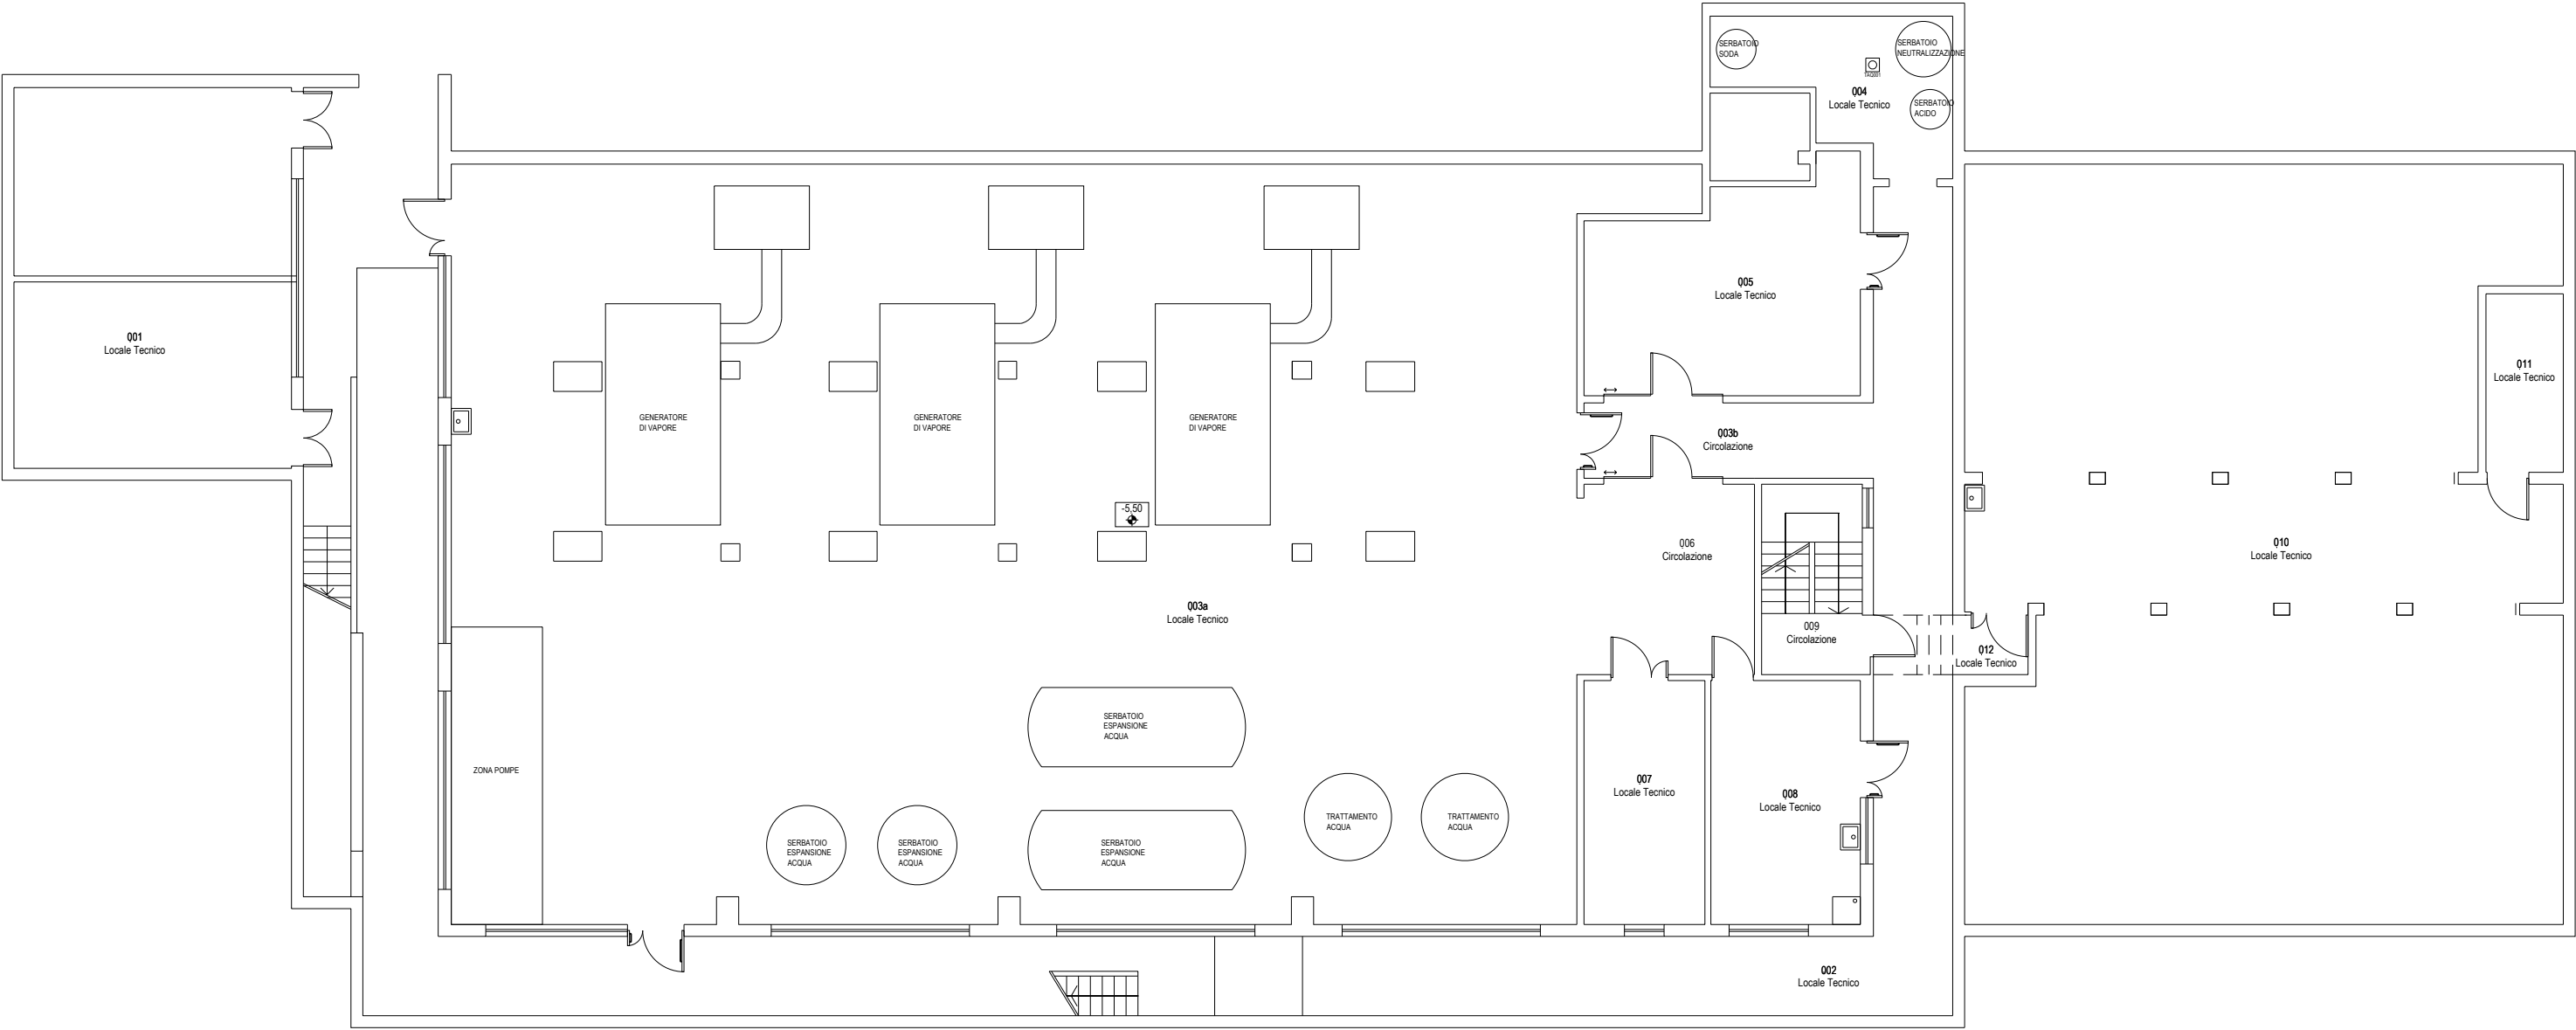 SERBATOIO
SODA
SERBATOIO
NEUTRALIZZAZIONE
TAQ001
004
Locale Tecnico
SERBATOIO
ACIDO
005
Locale Tecnico
001
Locale Tecnico
011
Locale Tecnico
GENERATORE
DI VAPORE
GENERATORE
DI VAPORE
GENERATORE
DI VAPORE
003b
Circolazione
-5,50
006
Circolazione
010
Locale Tecnico
003a
Locale Tecnico
009
Circolazione
012
Locale Tecnico
SERBATOIO
ESPANSIONE
ACQUA
ZONA POMPE
007
Locale Tecnico
008
Locale Tecnico
TRATTAMENTO
ACQUA
TRATTAMENTO
ACQUA
SERBATOIO
ESPANSIONE
ACQUA
SERBATOIO
ESPANSIONE
ACQUA
SERBATOIO
ESPANSIONE
ACQUA
002
Locale Tecnico